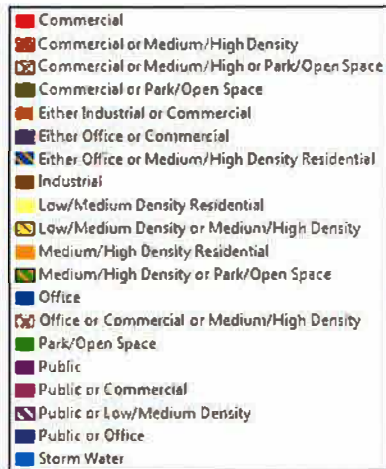 Commercial
Commercial or Medium/High Density
Commercial or Medium/High or Park/Open Space
Commercial or Park/Open Space
Either Industrial or Commercial
Either Office or Commercial
Either Office or Medium/High Density Residential
Industrial
Low/Medium Density Residential
Low/Medium Density or Medium/High Density
Medium/High Density Residential
Medium/High Density or Park/Open Space
Office
Office or Commercial or Medium/High Density
Park/Open Space
Public
Public or Commercial
Public or Low/Medium Density
Public or Office
Storm Water